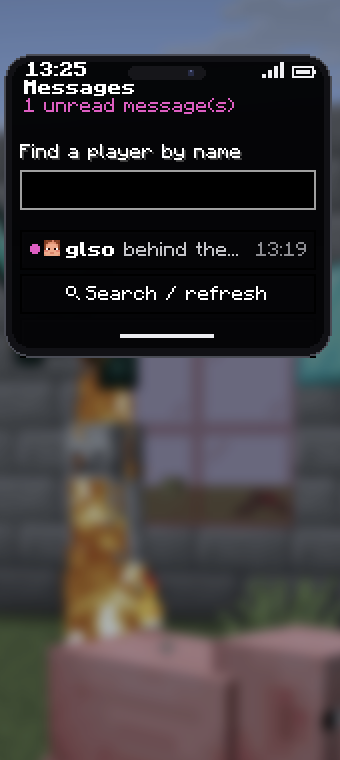 13:25
Messages
1 unread message(s)
Find a player by name
glso behind the... 13:19
Search / refresh